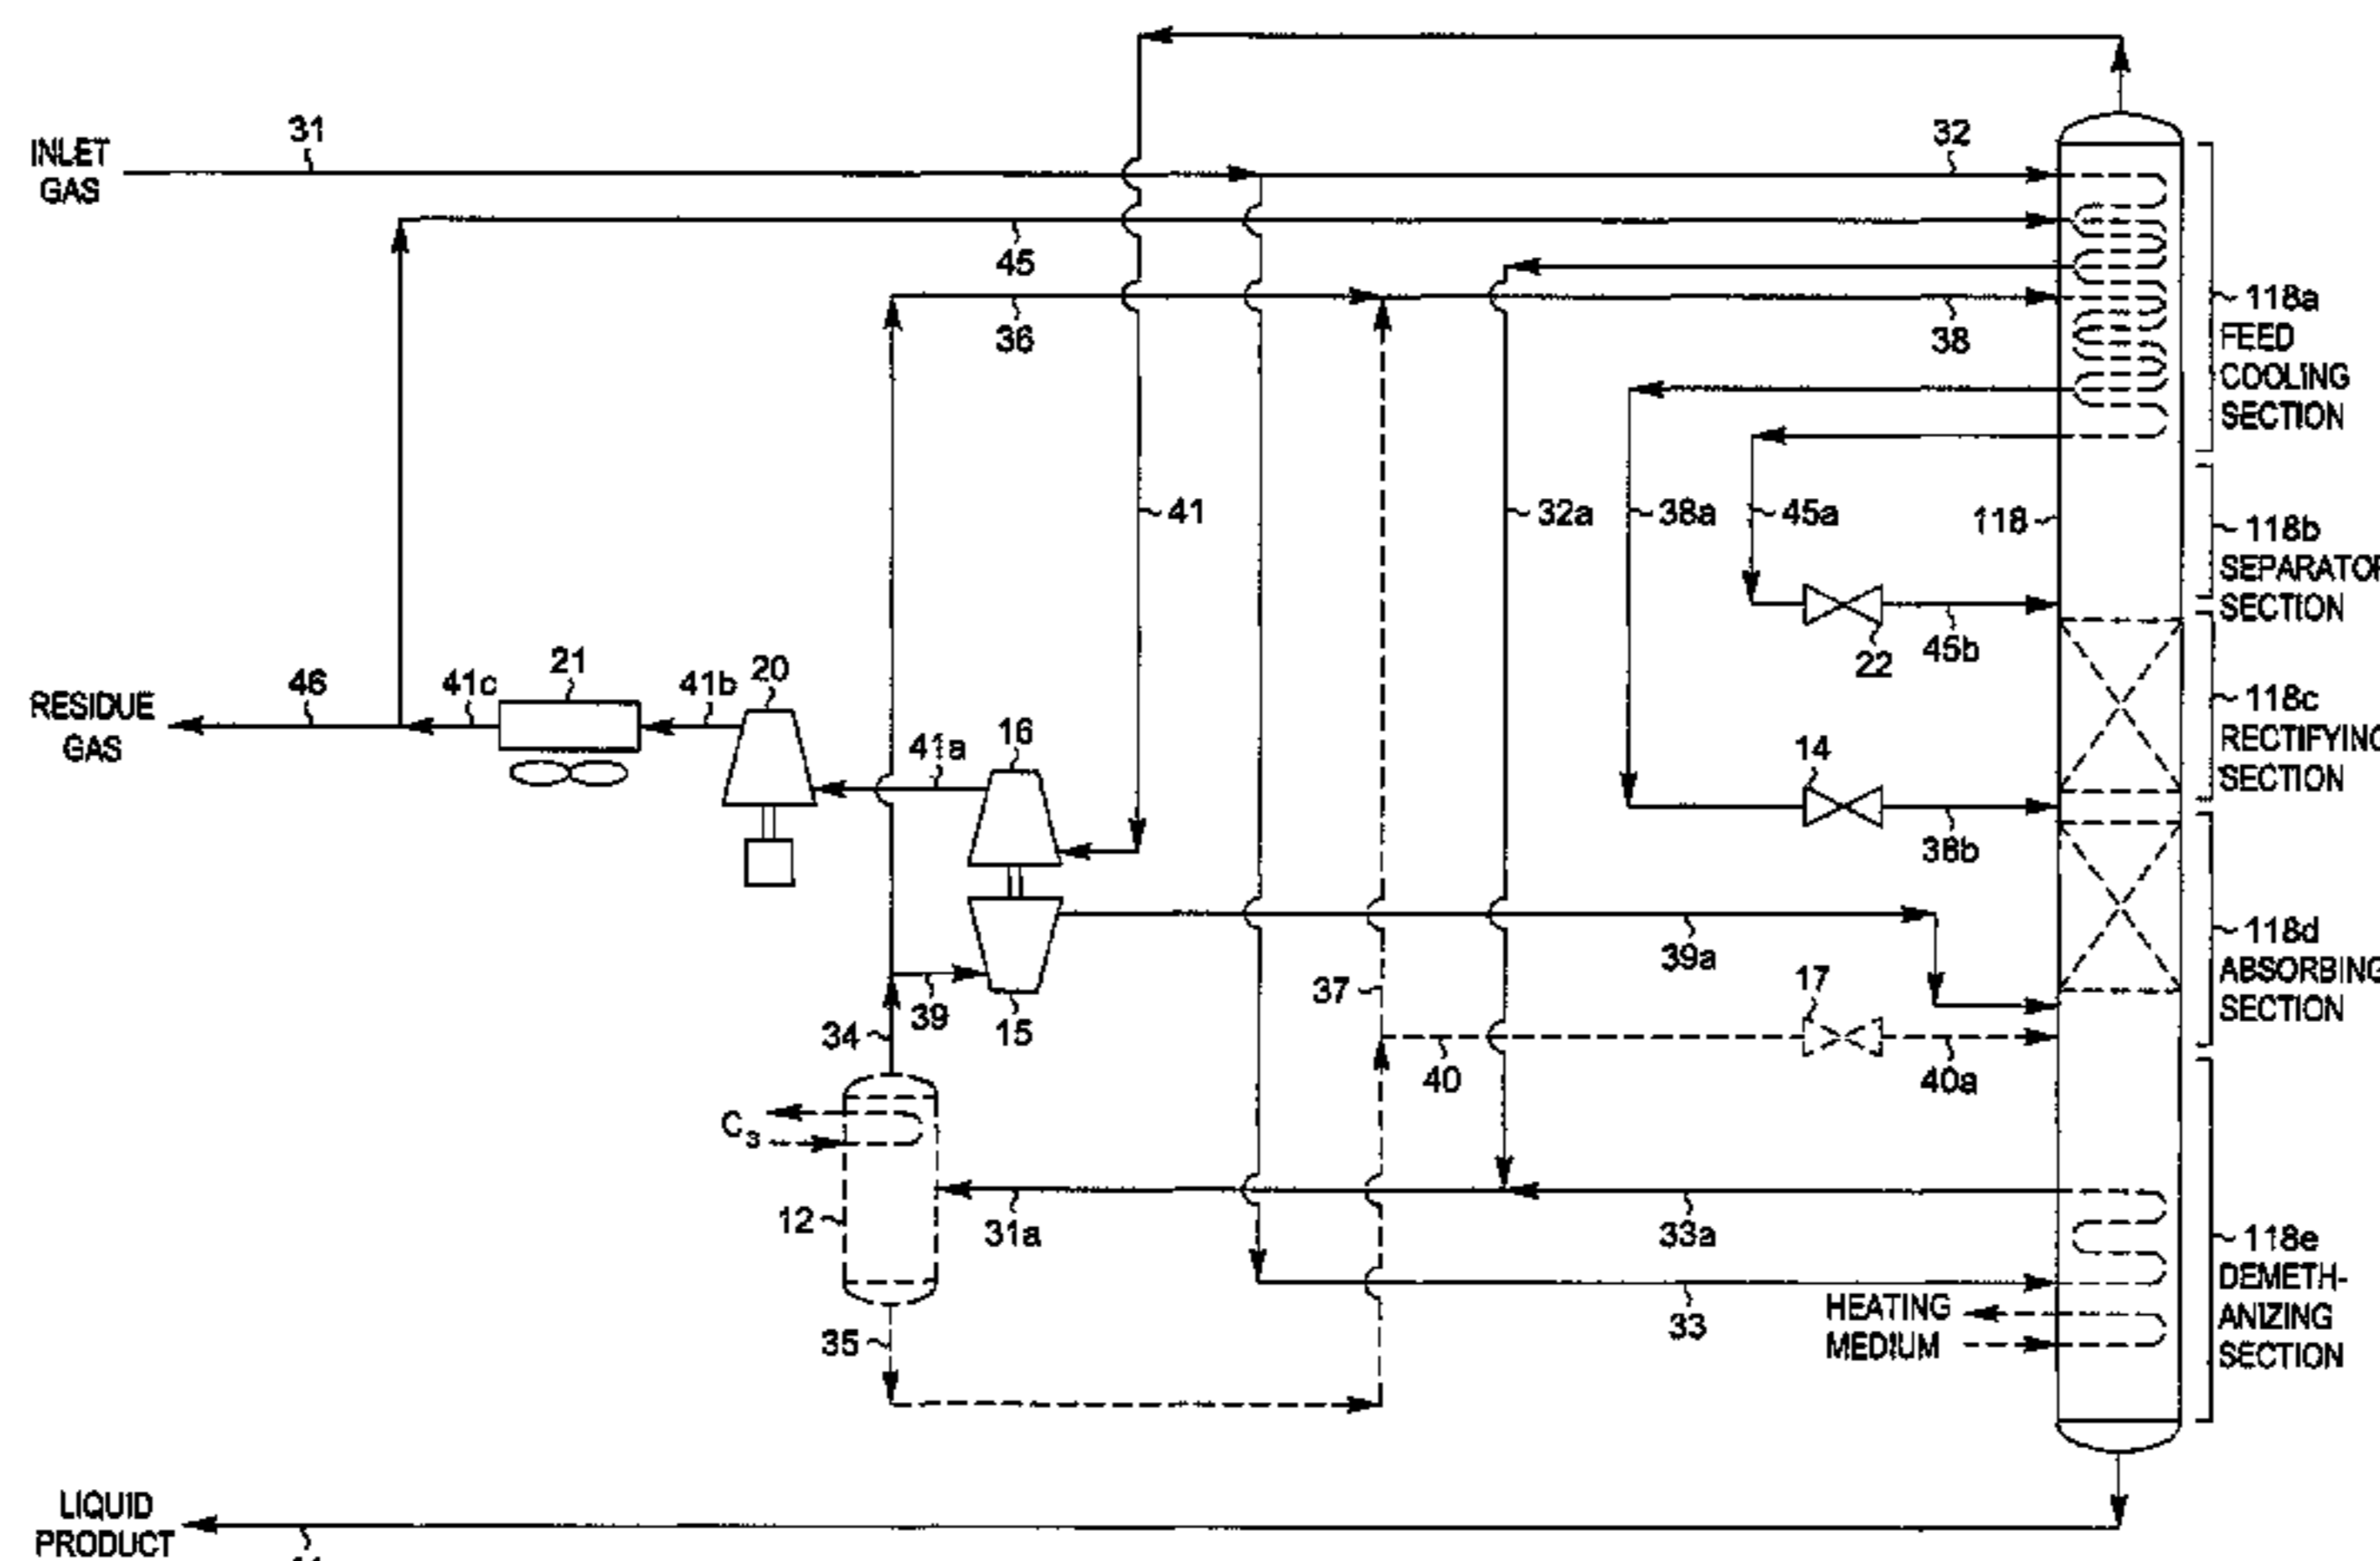 31
32
INLET
GAS
45
36
38
118a
FEED
COOLING
SECTION
41
32a
38a
45a
118
118b
SEPARATOR
SECTION
22
45b
46
41c
21
41b
20
RESIDUE
GAS
41a
16
14
118c
RECTIFYING
SECTION
38b
39a
118d
ABSORBING
SECTION
37
17
34
39
15
40
40a
C3
12
31a
33a
118e
DEMETH-
ANIZING
SECTION
HEATING
MEDIUM
33
35
LIQUID
PRODUCT